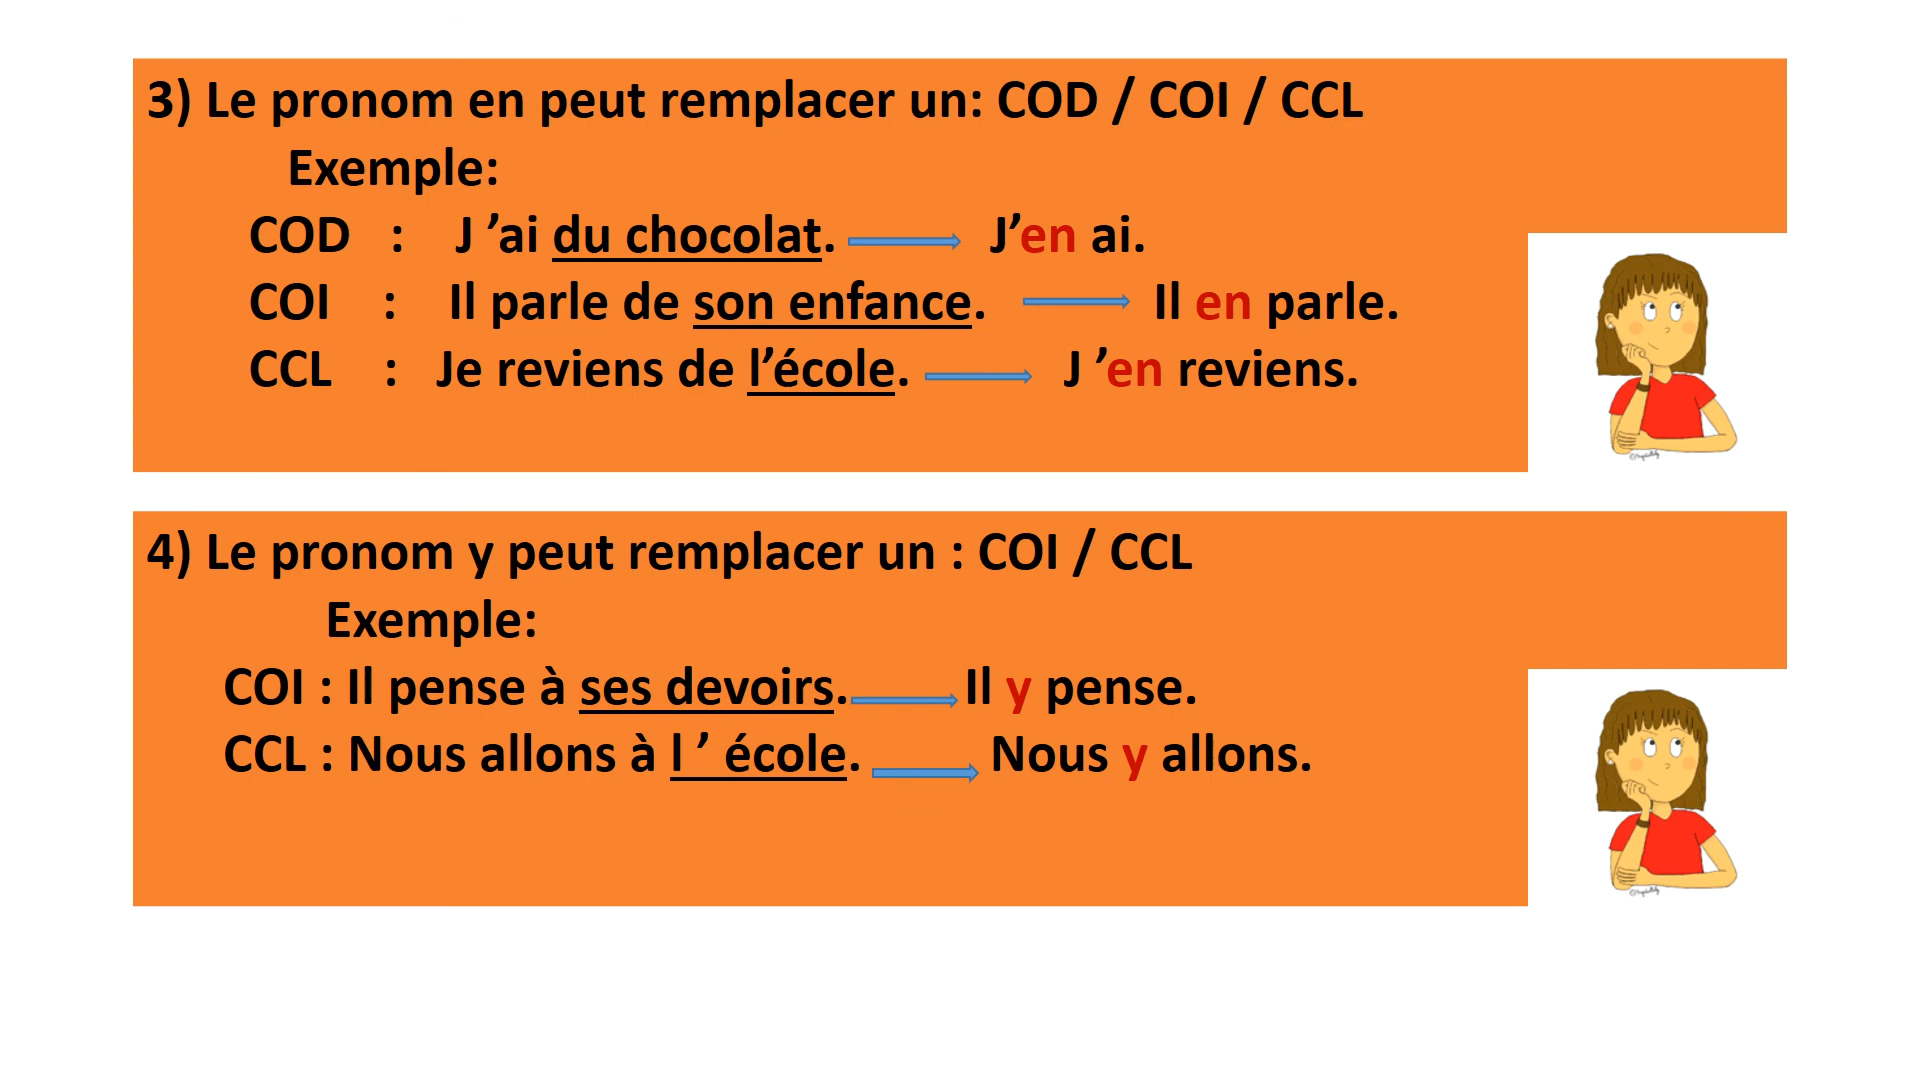 3) Le pronom en peut remplacer un: COD / COI / CCL
Exemple:
COD : J ’ai du chocolat. J’en ai.
COI : Il parle de son enfance. Il en parle.
CCL : Je reviens de l’école. J ’en reviens.
4) Le pronom y peut remplacer un : COI / CCL
Exemple:
COI : Il pense à ses devoirs. Il y pense.
CCL : Nous allons à l ’ école. Nous y allons.